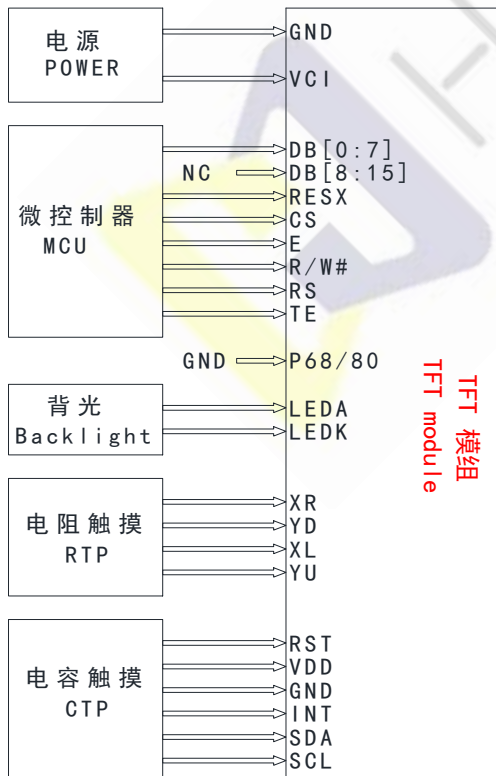 电源
POWER
GND
VCI
微控制器
MCU
DB[0:7]
NC
DB[8:15]
RESX
CS
E
R/W#
RS
TE
GND
P68/80
背光
Backlight
LEDA
LEDK
TFT 模组
TFT module
电阻触摸
RTP
XR
YD
XL
YU
电容触摸
CTP
RST
VDD
GND
INT
SDA
SCL